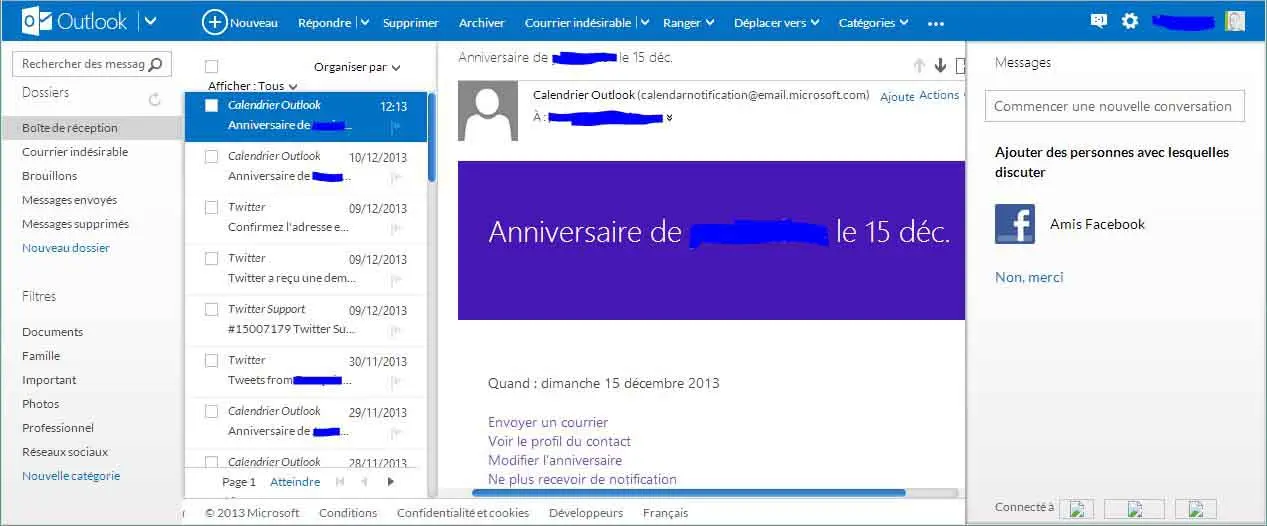 Outlook
Nouveau Répondre Supprimer Archiver Courrier indésirable Ranger Déplacer vers Catégories ...
Rechercher des messag
Dossiers
Boîte de réception
Courrier indésirable
Brouillons
Messages envoyés
Messages supprimés
Nouveau dossier
Filtres
Documents
Famille
Important
Photos
Professionnel
Réseaux sociaux
Nouvelle catégorie
Organiser par
Afficher : Tous
Calendrier Outlook 12:13
Anniversaire de ...
Calendrier Outlook 10/12/2013
Anniversaire de ...
Twitter 09/12/2013
Confirmez l'adresse e...
Twitter 09/12/2013
Twitter a reçu une dem...
Twitter Support 09/12/2013
#15007179 Twitter Su...
Twitter 30/11/2013
Tweets from ...
Calendrier Outlook 29/11/2013
Anniversaire de ...
Calendrier Outlook 28/11/2013
Page 1 Atteindre
Anniversaire de le 15 déc.
Calendrier Outlook (calendarnotification@email.microsoft.com) Ajoute Actions
À :
Anniversaire de le 15 déc.
Quand : dimanche 15 décembre 2013
Envoyer un courrier
Voir le profil du contact
Modifier l'anniversaire
Ne plus recevoir de notification
Messages
Commencer une nouvelle conversation
Ajouter des personnes avec lesquelles
discuter
Amis Facebook
Non, merci
Connecté à
© 2013 Microsoft Conditions Confidentialité et cookies Développeurs Français